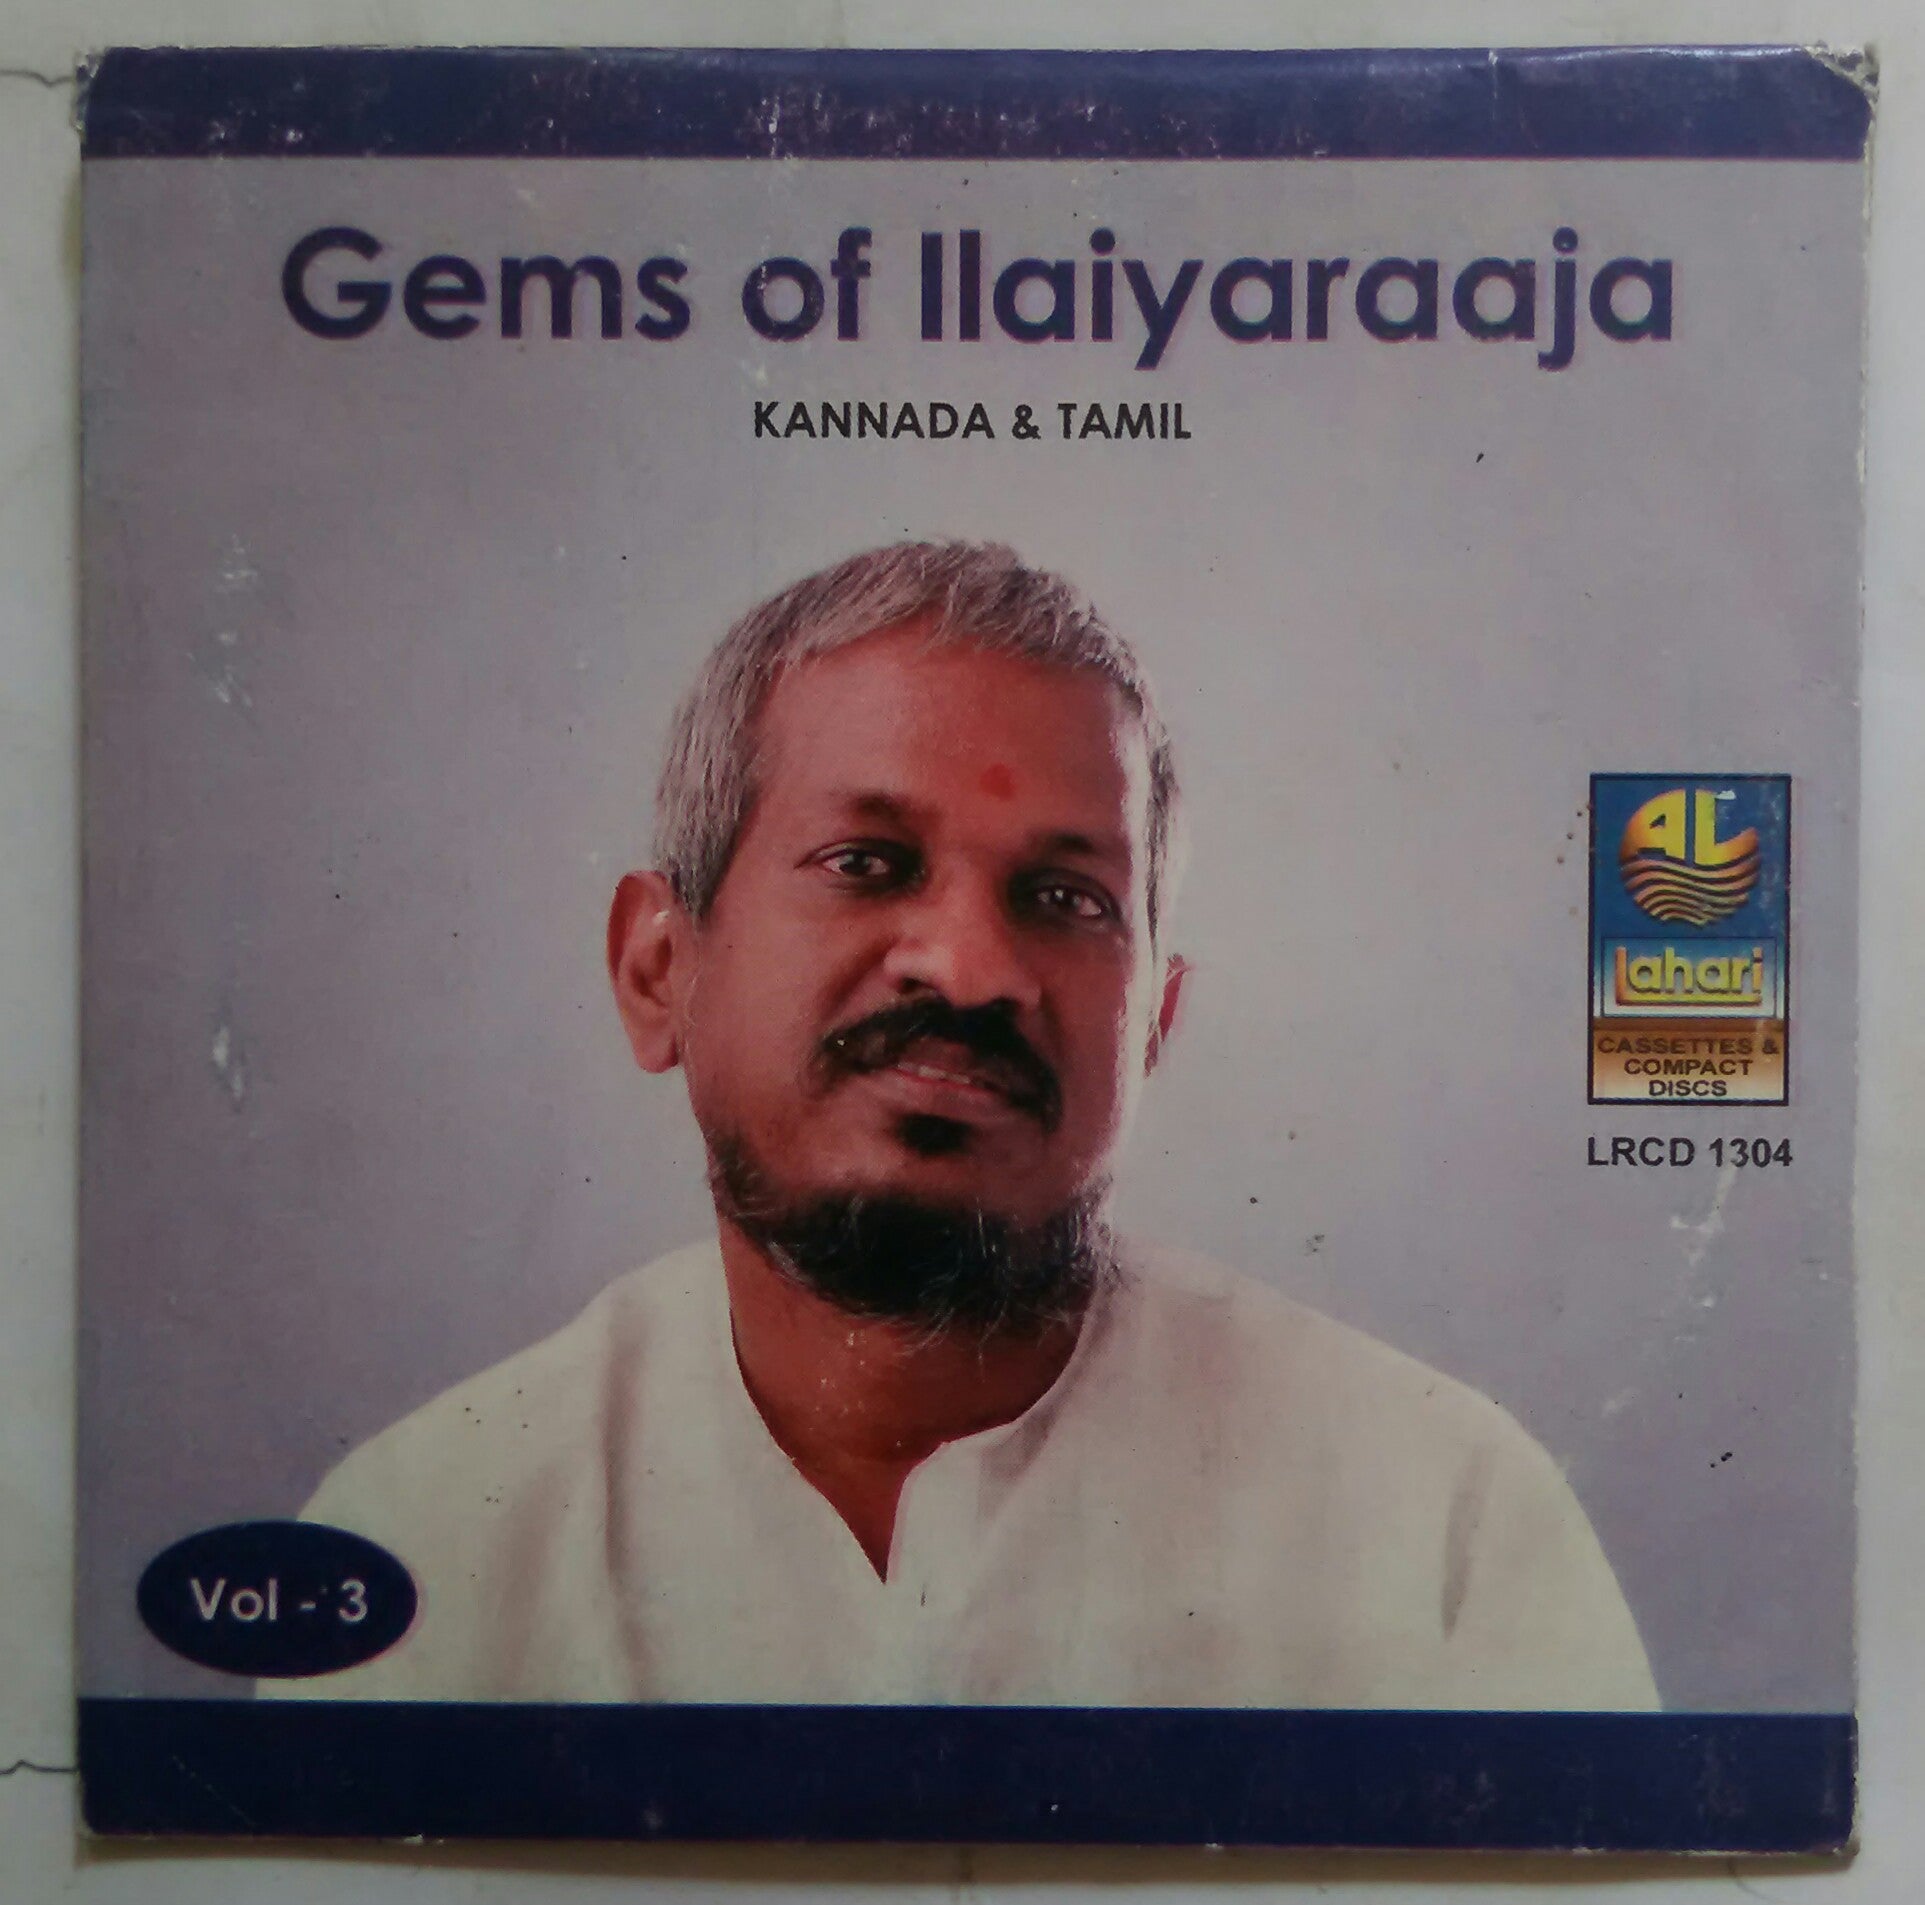 Gems of Ilaiyaraaja
KANNADA & TAMIL
AL
Lahari
CASSETTES &
COMPACT
DISCS
LRCD 1304
Vol - 3